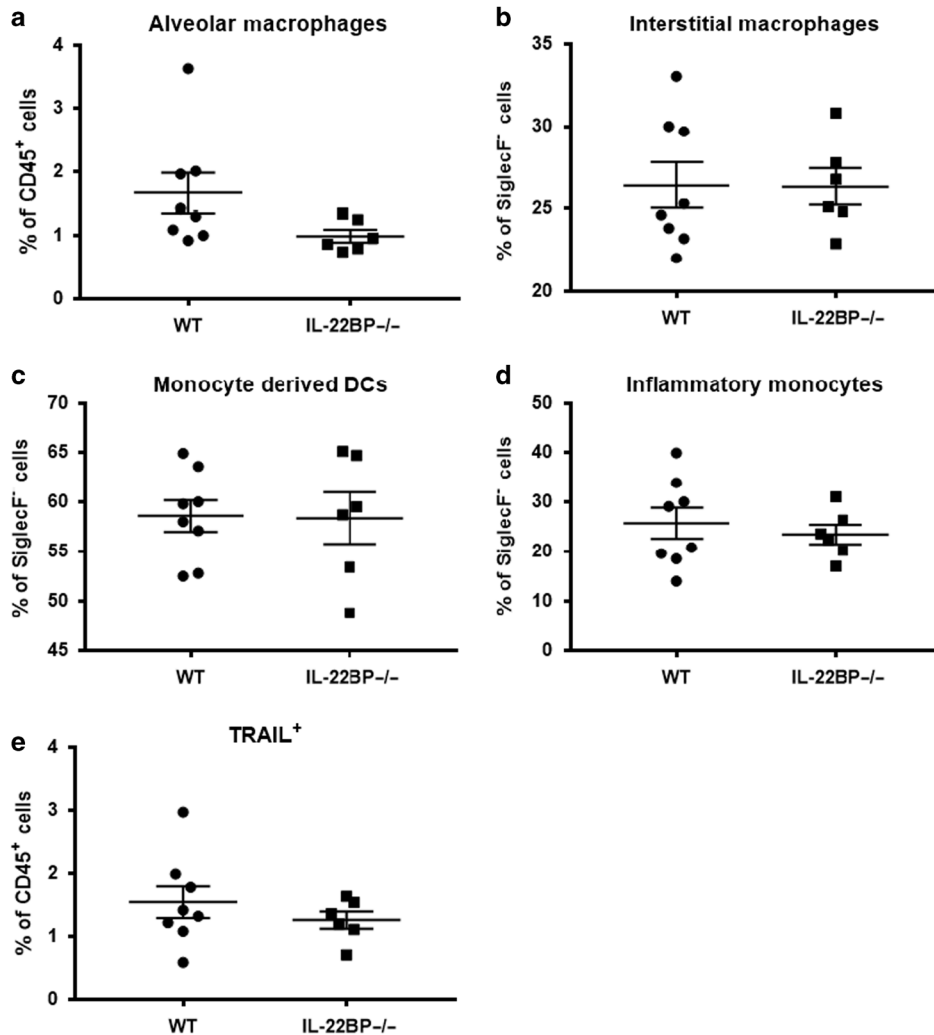 a
Alveolar macrophages
% of CD45⁺ cells
4
3
2
1
0
WT
IL-22BP−/−
b
Interstitial macrophages
% of SiglecF⁻ cells
35
30
25
20
WT
IL-22BP−/−
c
Monocyte derived DCs
% of SiglecF⁻ cells
70
65
60
55
50
45
WT
IL-22BP−/−
d
Inflammatory monocytes
% of SiglecF⁻ cells
50
40
30
20
10
0
WT
IL-22BP−/−
e
TRAIL⁺
% of CD45⁺ cells
4
3
2
1
0
WT
IL-22BP−/−